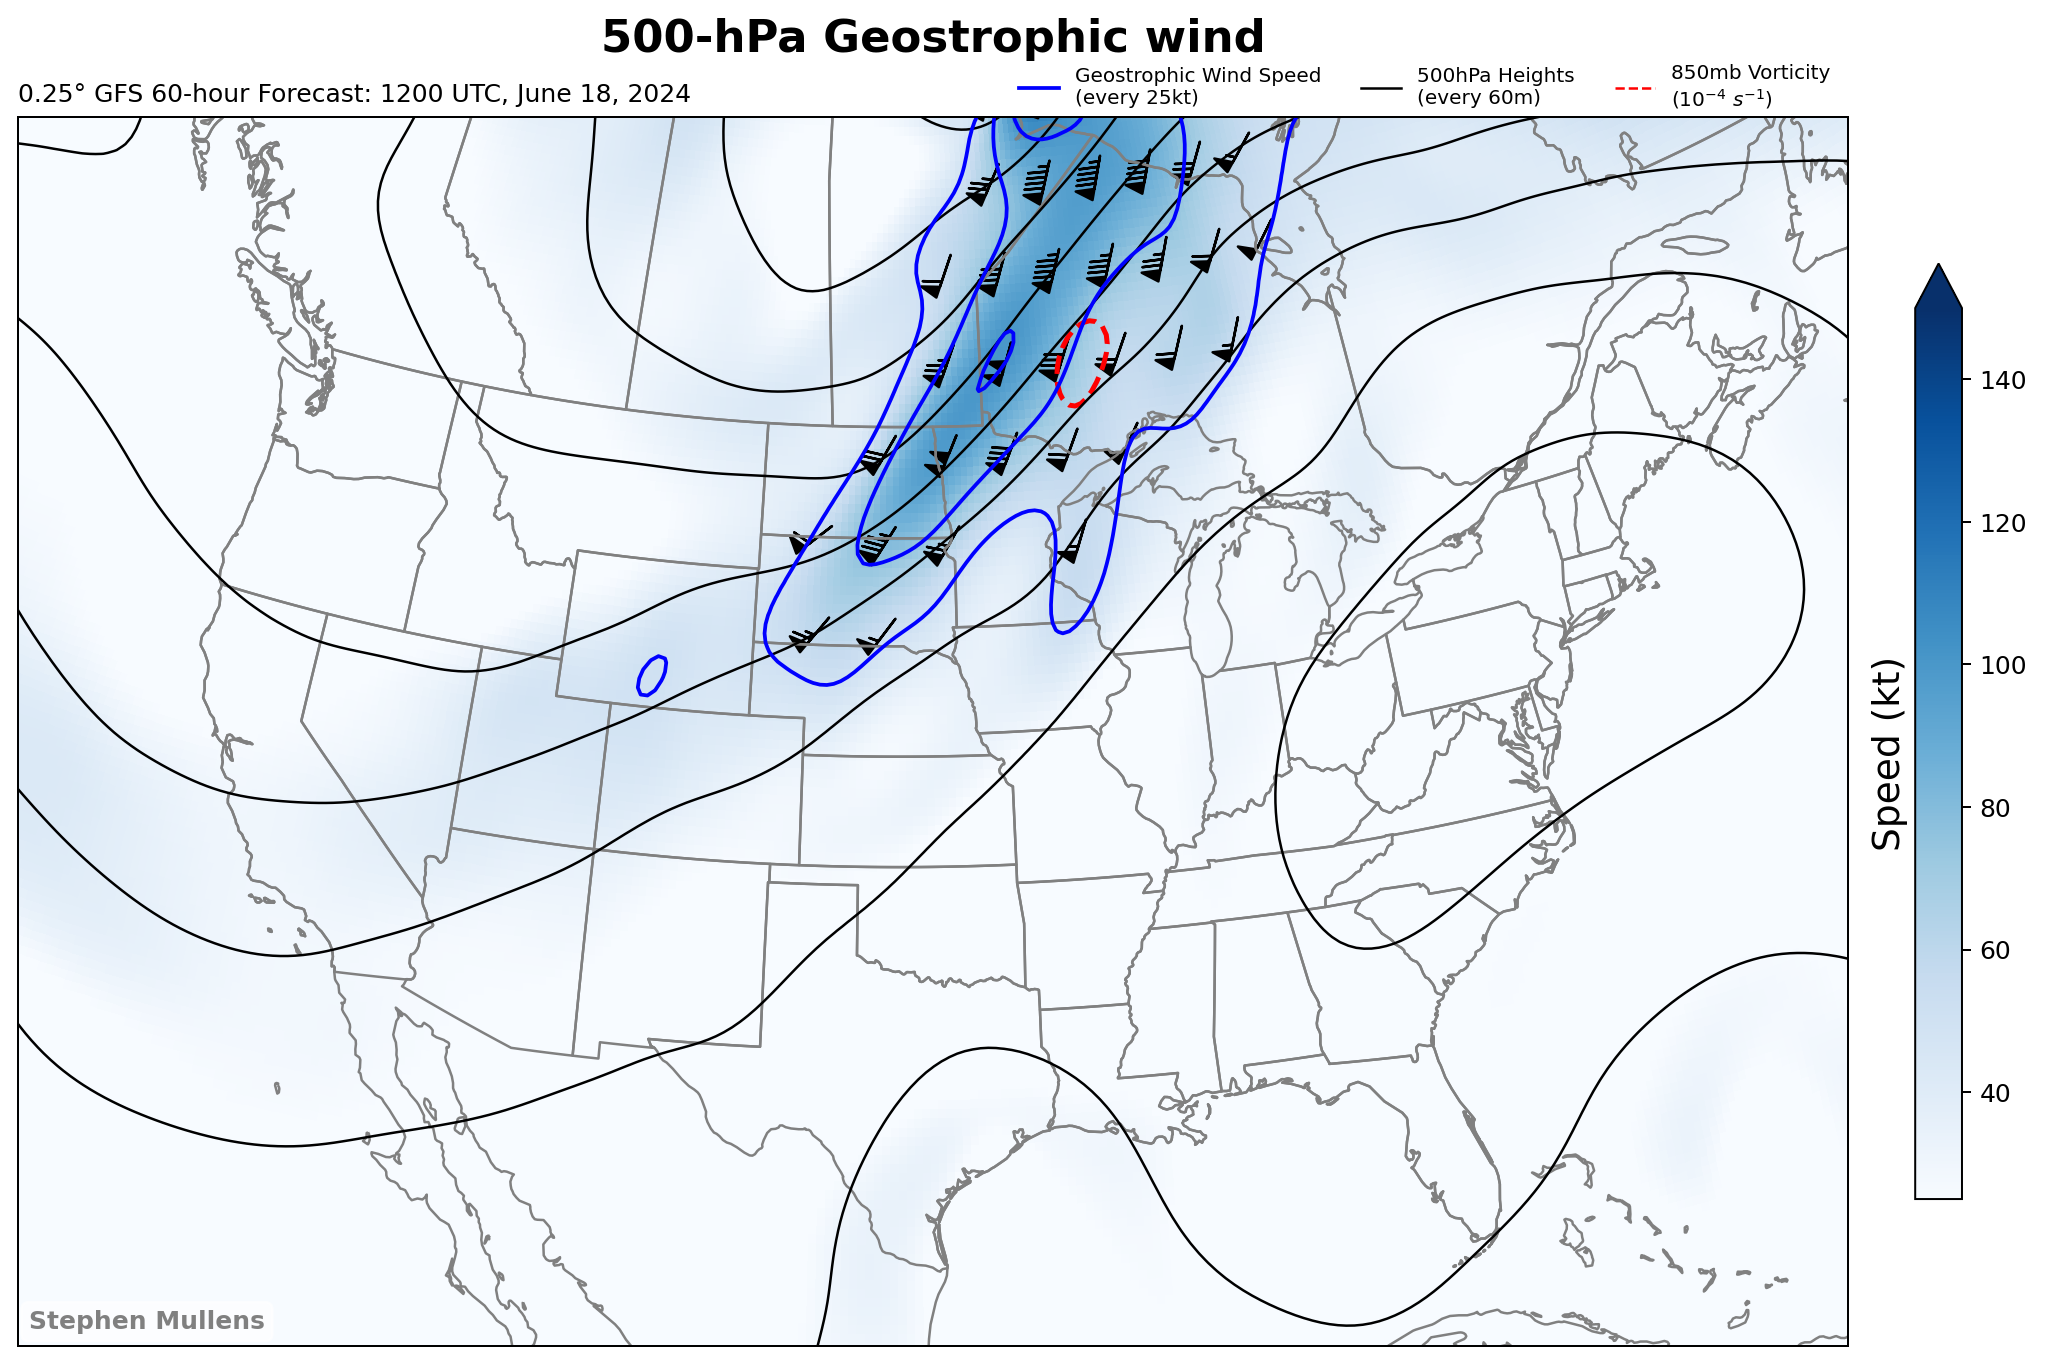 500-hPa Geostrophic wind
0.25° GFS 60-hour Forecast: 1200 UTC, June 18, 2024
Geostrophic Wind Speed
(every 25kt)
500hPa Heights
(every 60m)
850mb Vorticity
(10⁻⁴ s⁻¹)
140
120
100
80
60
40
Speed (kt)
Stephen Mullens